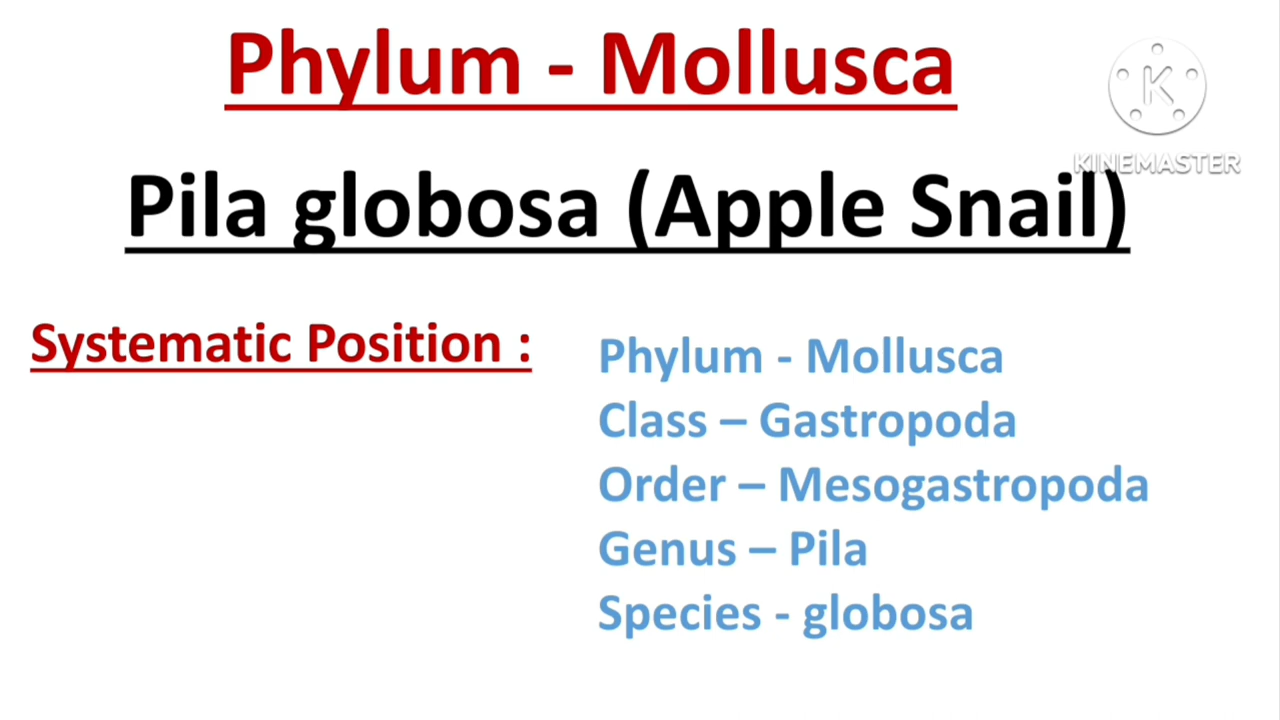 Phylum - Mollusca
K
KINEMASTER
Pila globosa (Apple Snail)
Systematic Position :
Phylum - Mollusca
Class – Gastropoda
Order – Mesogastropoda
Genus – Pila
Species - globosa